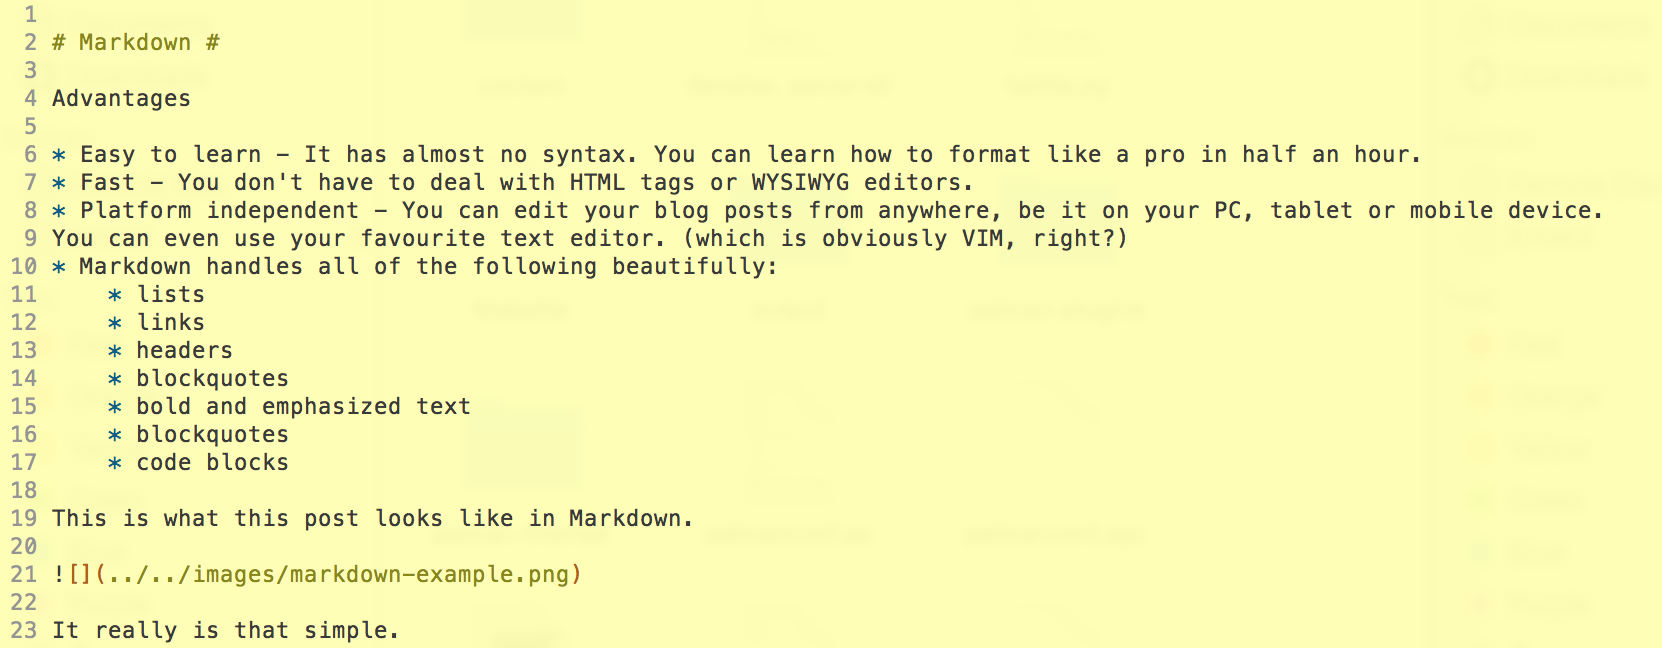 1
2 # Markdown #
3
4 Advantages
5
6 * Easy to learn – It has almost no syntax. You can learn how to format like a pro in half an hour.
7 * Fast – You don't have to deal with HTML tags or WYSIWYG editors.
8 * Platform independent – You can edit your blog posts from anywhere, be it on your PC, tablet or mobile device.
9 You can even use your favourite text editor. (which is obviously VIM, right?)
10 * Markdown handles all of the following beautifully:
11     * lists
12     * links
13     * headers
14     * blockquotes
15     * bold and emphasized text
16     * blockquotes
17     * code blocks
18
19 This is what this post looks like in Markdown.
20
21 ![](../../images/markdown-example.png)
22
23 It really is that simple.